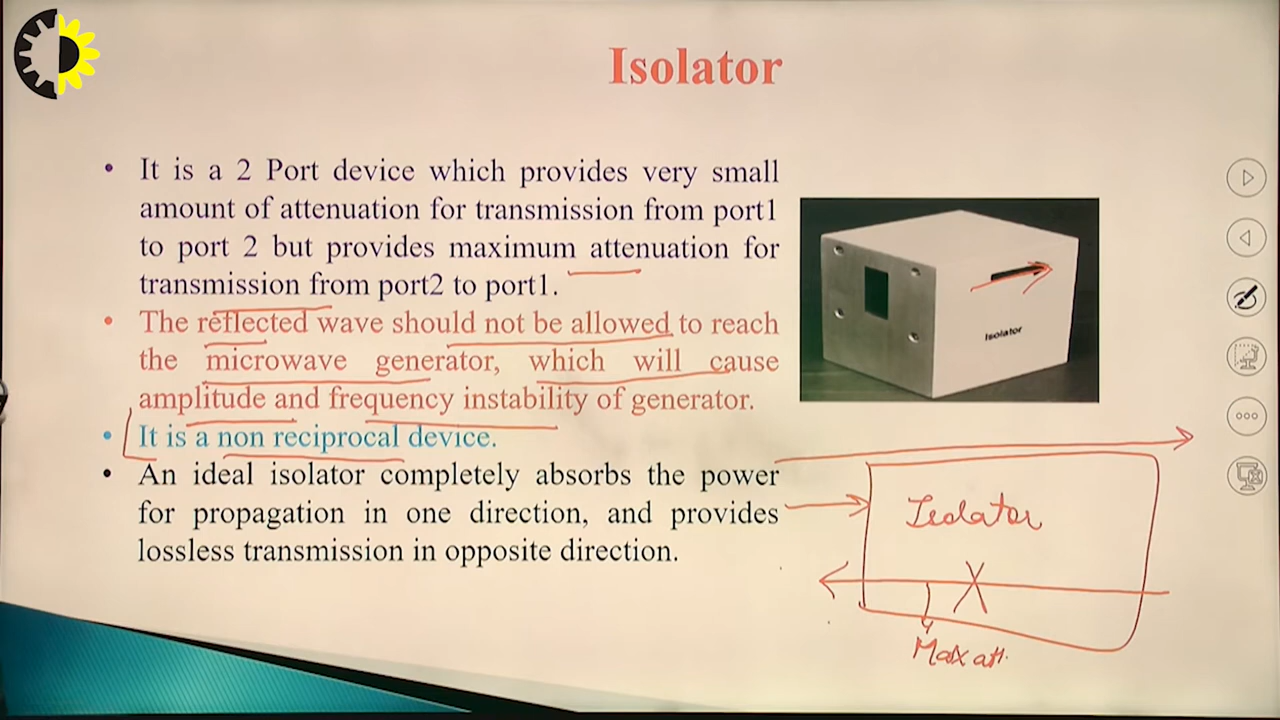 Isolator
• It is a 2 Port device which provides very small
amount of attenuation for transmission from port1
to port 2 but provides maximum attenuation for
transmission from port2 to port1.
• The reflected wave should not be allowed to reach
the microwave generator, which will cause
amplitude and frequency instability of generator.
• It is a non reciprocal device.
• An ideal isolator completely absorbs the power
for propagation in one direction, and provides
lossless transmission in opposite direction.
Isolator
Isolator
Max att.